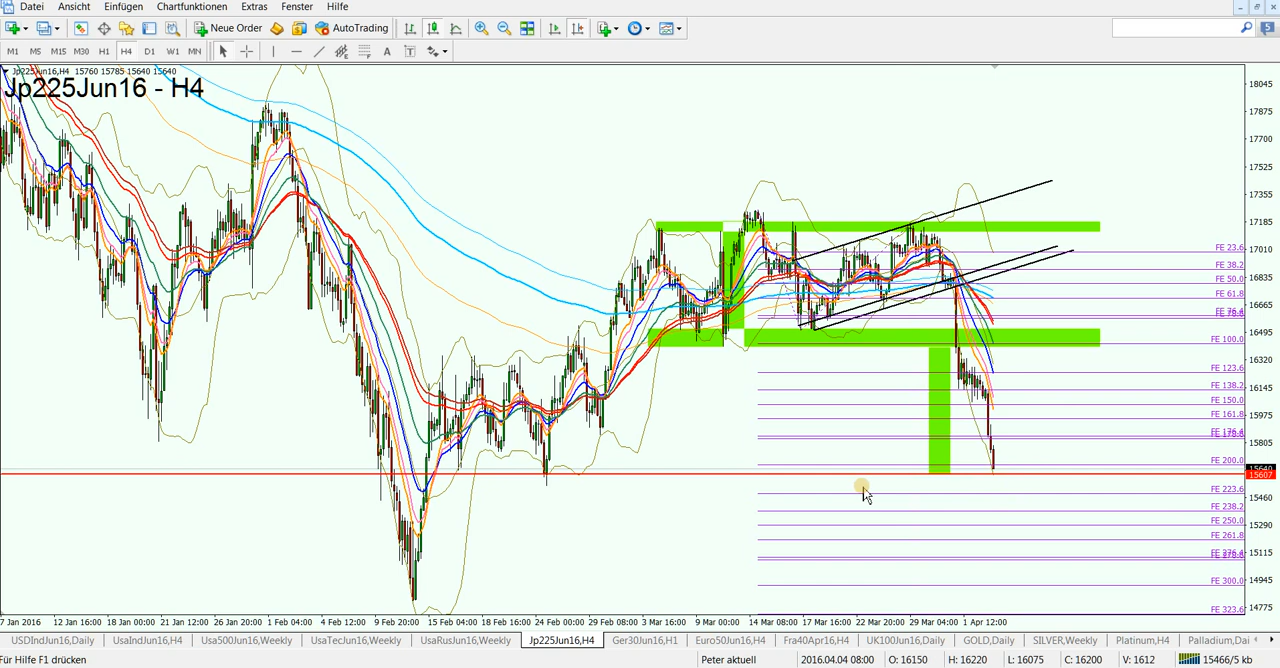 Datei Ansicht Einfügen Chartfunktionen Extras Fenster Hilfe
Neue Order AutoTrading
M1 M5 M15 M30 H1 H4 D1 W1 MN A T
Jp225Jun16,H4 15760 15785 15640 15640
Jp225Jun16 - H4
18045
17875
17700
17525
17355
17185
17010
16835
16665
16495
16320
16145
15975
15805
15640
15607
15460
15290
15115
14945
14775
FE 23.6
FE 38.2
FE 50.0
FE 61.8
FE 100.0
FE 123.6
FE 138.2
FE 150.0
FE 161.8
FE 200.0
FE 223.6
FE 238.2
FE 250.0
FE 261.8
FE 300.0
FE 323.6
7 Jan 2016 12 Jan 16:00 18 Jan 00:00 21 Jan 12:00 26 Jan 20:00 1 Feb 04:00 4 Feb 12:00 9 Feb 20:00 15 Feb 04:00 18 Feb 12:00 24 Feb 00:00 29 Feb 08:00 3 Mar 16:00 9 Mar 00:00 14 Mar 08:00 17 Mar 16:00 22 Mar 20:00 29 Mar 04:00 1 Apr 12:00
USDIndJun16,Daily UsaIndJun16,H4 Usa500Jun16,Weekly UsaTecJun16,Weekly UsaRusJun16,Weekly Jp225Jun16,H4 Ger30Jun16,H1 Euro50Jun16,H4 Fra40Apr16,H4 UK100Jun16,Daily GOLD,Daily SILVER,Weekly Platinum,H4 Palladium,Dai
Für Hilfe F1 drücken Peter aktuell 2016.04.04 08:00 O: 16150 H: 16220 L: 16075 C: 16200 V: 1612 15466/5 kb